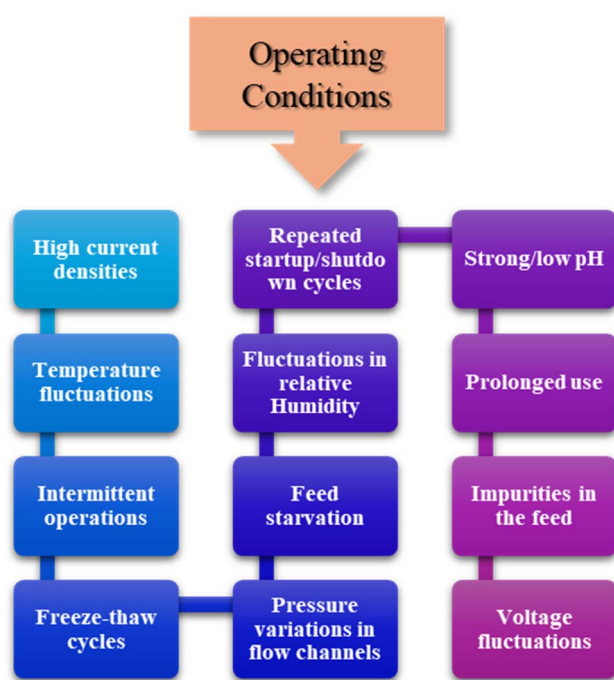 Operating
Conditions
High current
densities
Temperature
fluctuations
Intermittent
operations
Freeze-thaw
cycles
Pressure
variations in
flow channels
Feed
starvation
Fluctuations in
relative
Humidity
Repeated
startup/shutdo
wn cycles
Strong/low pH
Prolonged use
Impurities in
the feed
Voltage
fluctuations